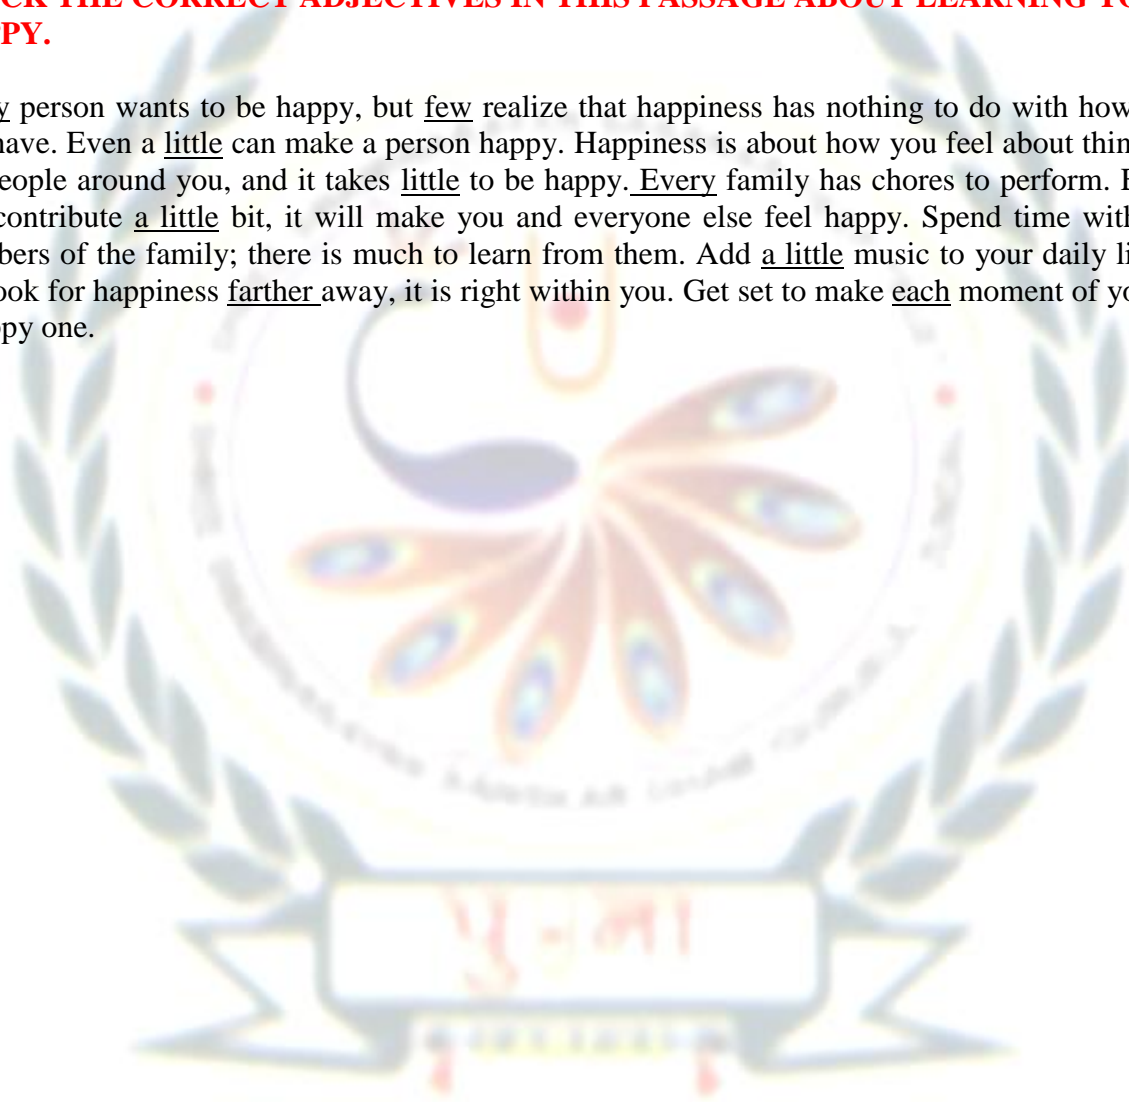 CK THE CORRECT ADJECTIVES IN THIS PASSAGE ABOUT LEARNING TO
PPY.
y person wants to be happy, but few realize that happiness has nothing to do with how
have. Even a little can make a person happy. Happiness is about how you feel about thin
eople around you, and it takes little to be happy. Every family has chores to perform. E
contribute a little bit, it will make you and everyone else feel happy. Spend time with
bers of the family; there is much to learn from them. Add a little music to your daily li
ook for happiness farther away, it is right within you. Get set to make each moment of yo
ppy one.